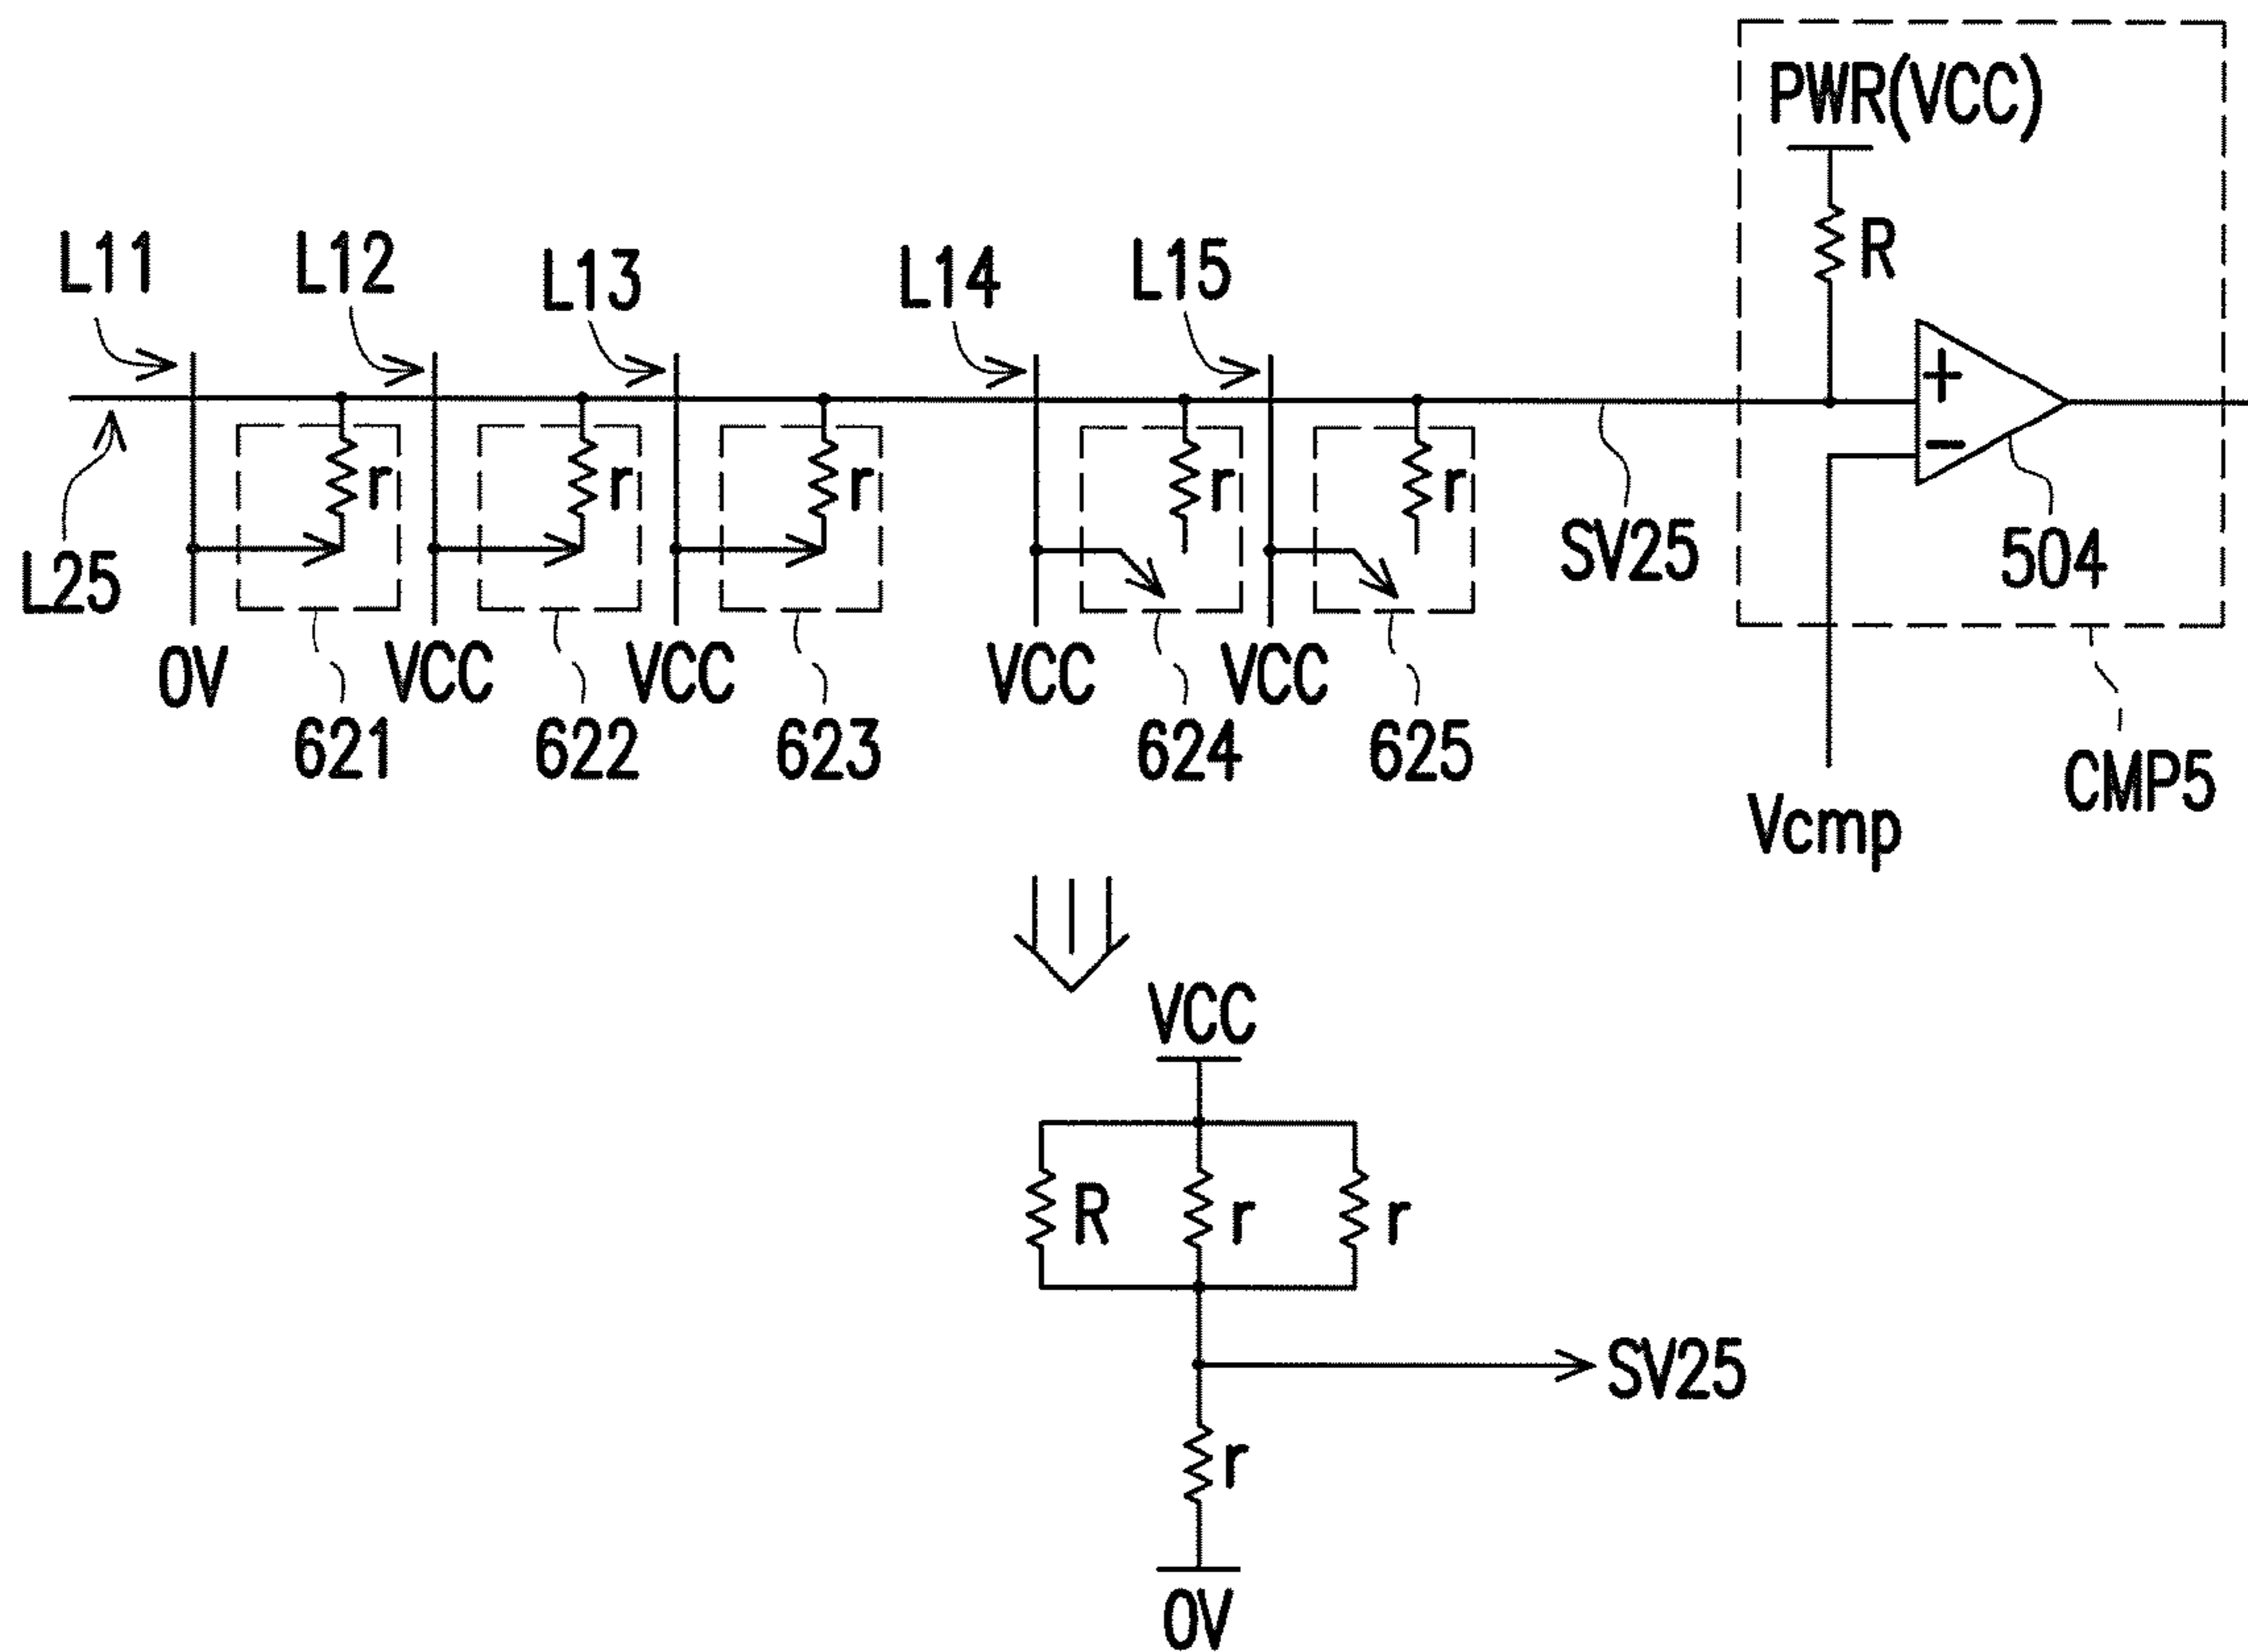 PWR(VCC)
R
L11
L12
L13
L14
L15
+
r
r
r
r
r
−
L25
SV25
504
0V
VCC
VCC
VCC
VCC
621
622
623
624
625
CMP5
Vcmp
VCC
R
r
r
SV25
r
0V